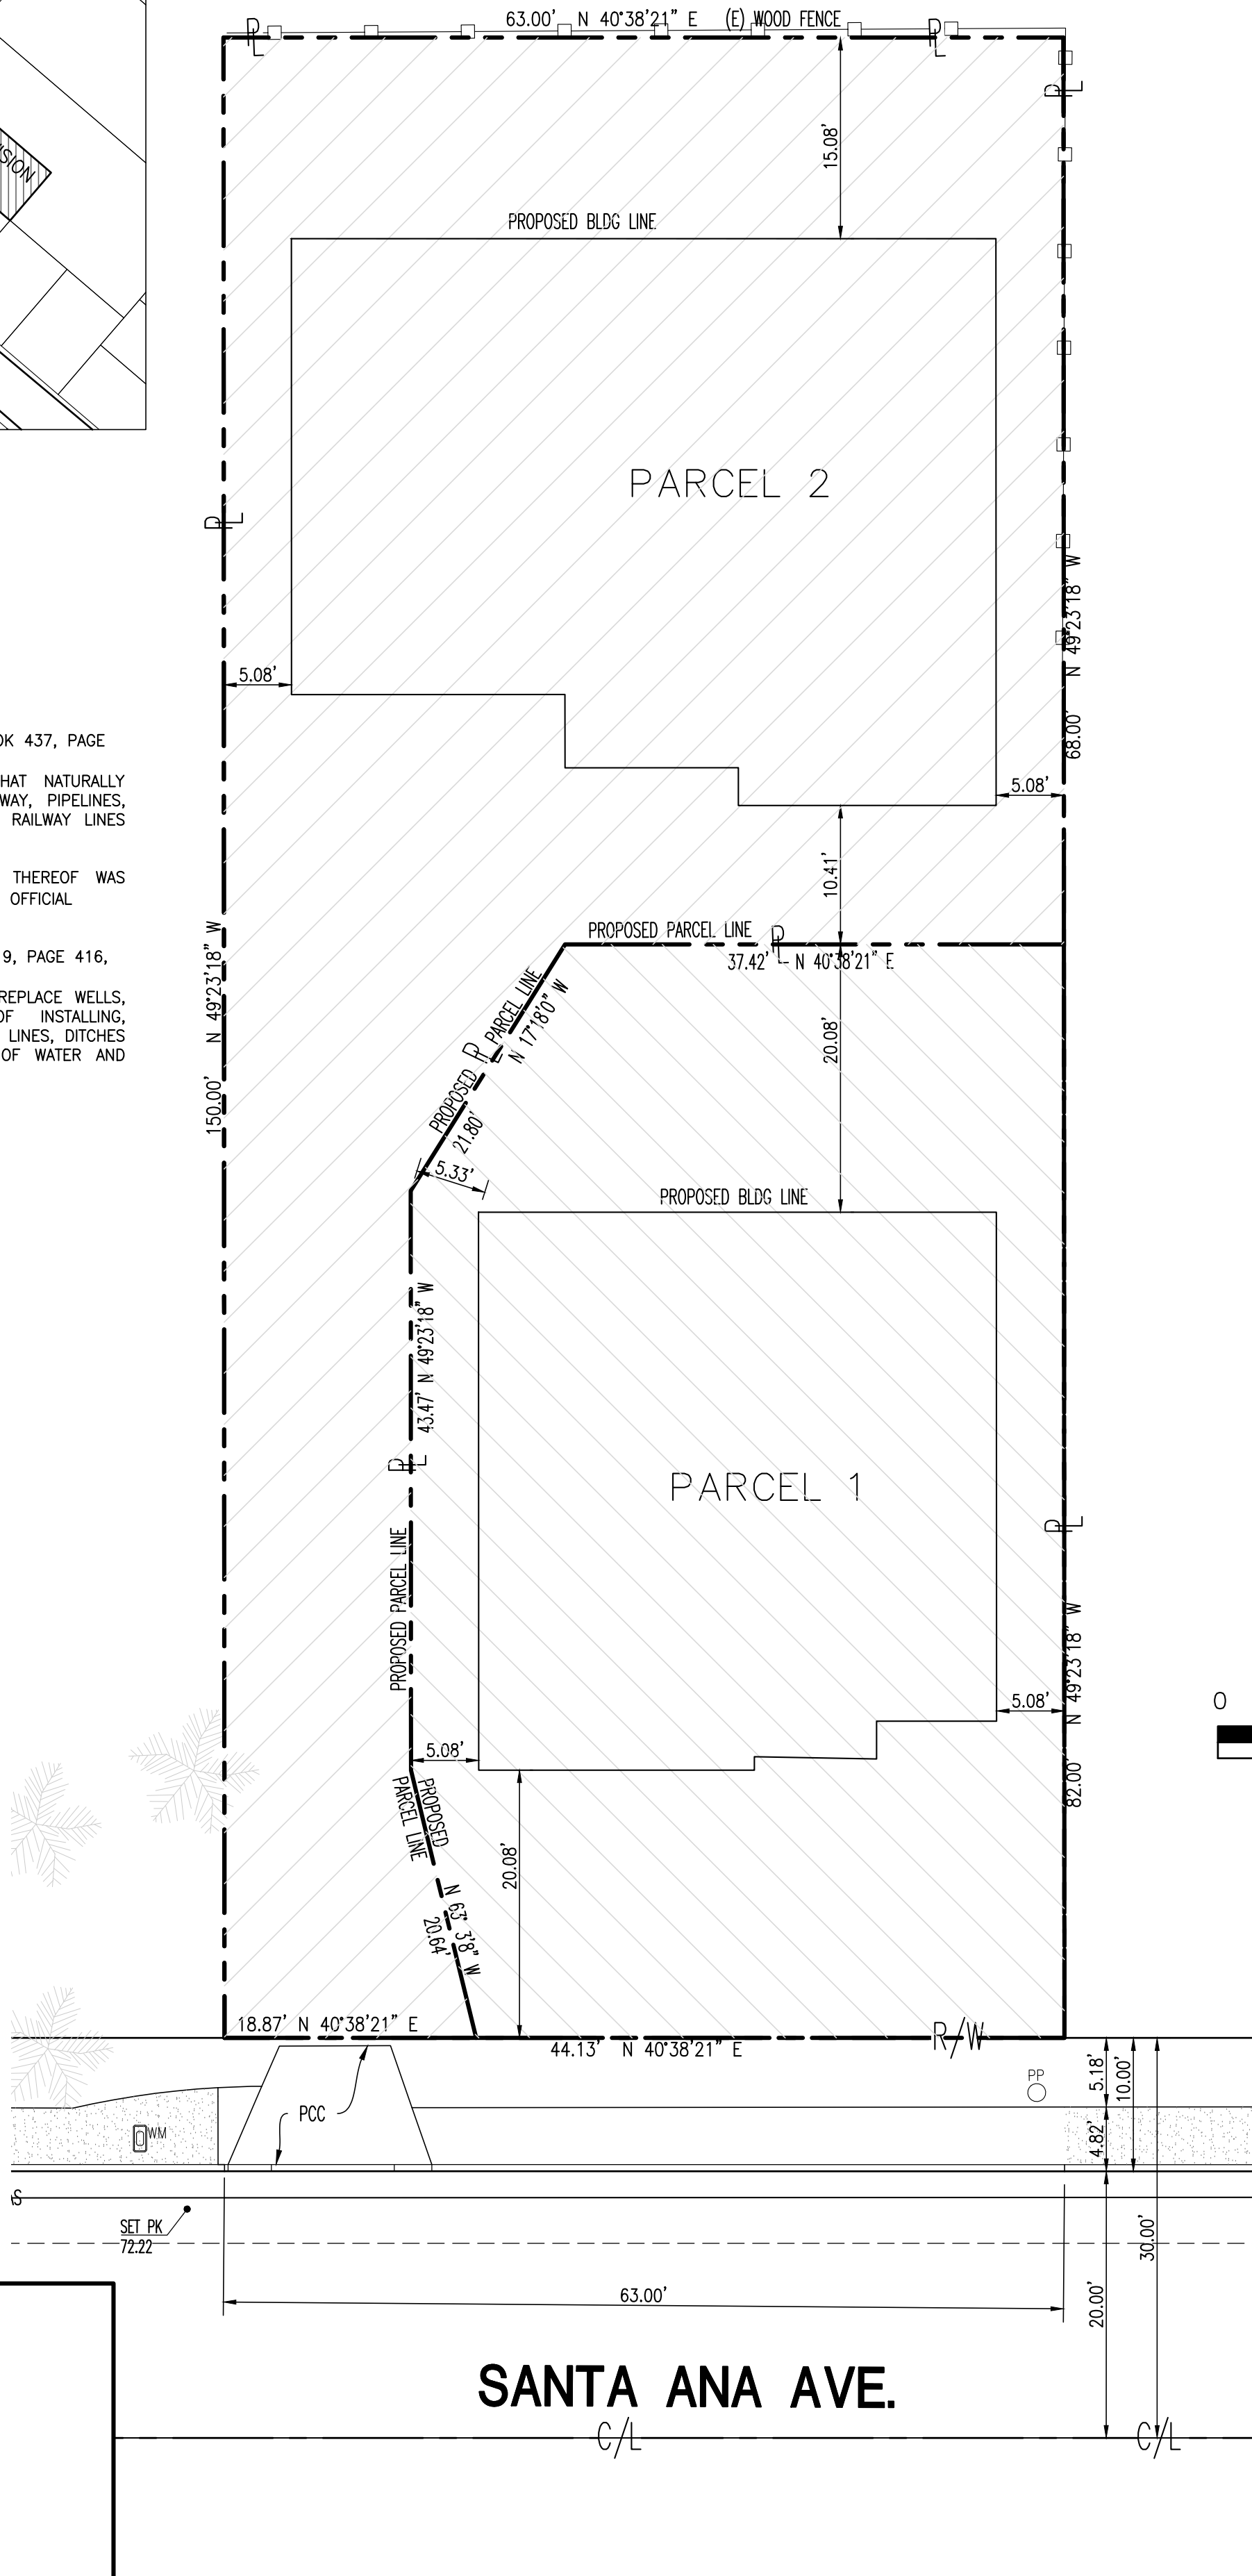 63.00' N 40°38'21" E (E) WOOD FENCE
PL
PL
PL
15.08'
PROPOSED BLDG LINE
PARCEL 2
PL
N 49°23'18" W
68.00'
5.08'
5.08'
OK 437, PAGE
HAT NATURALLY
WAY, PIPELINES,
RAILWAY LINES
THEREOF WAS
OFFICIAL
9, PAGE 416,
REPLACE WELLS,
OF INSTALLING,
LINES, DITCHES
OF WATER AND
10.41'
150.00' N 49°23'18" W
PROPOSED PARCEL LINE
PL
37.42' N 40°38'21" E
PROPOSED PARCEL LINE
PL
N 17°18'0" W
21.80'
20.08'
5.33'
PROPOSED BLDG LINE
43.47' N 49°23'18" W
PL
PARCEL 1
PL
PROPOSED PARCEL LINE
82.00' N 49°23'18" W
5.08'
5.08'
0
PROPOSED
PARCEL LINE
N 63° 3'8" W
20.64'
20.08'
18.87' N 40°38'21" E
44.13' N 40°38'21" E
R/W
PP
5.18'
10.00'
PCC
WM
4.82'
S
SET PK
72.22
30.00'
20.00'
63.00'
SANTA ANA AVE.
C/L
C/L